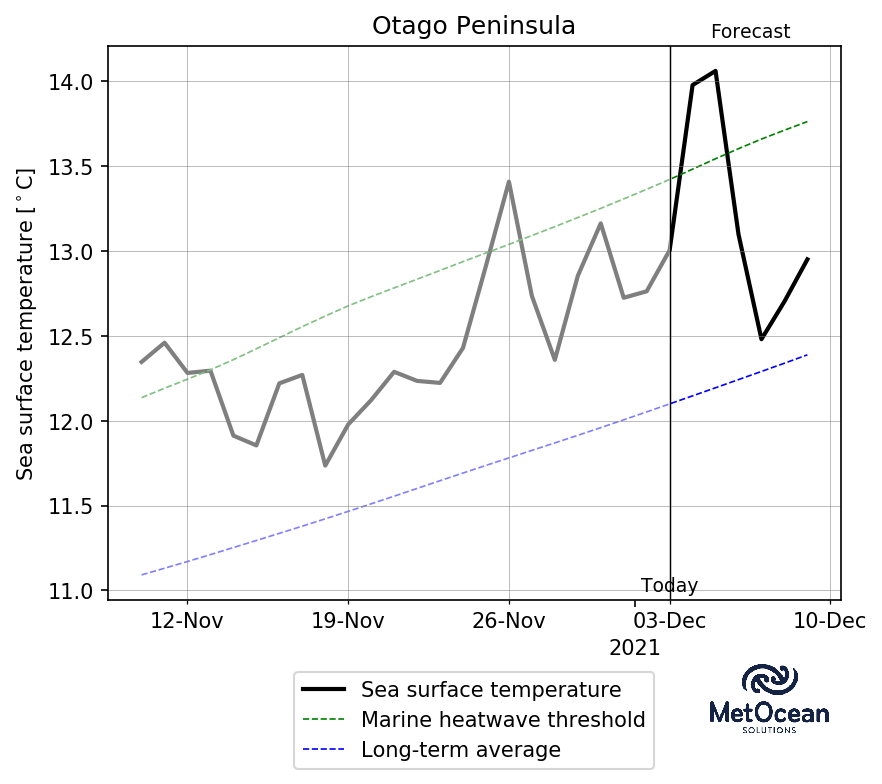 Otago Peninsula
Forecast
Sea surface temperature [°C]
14.0
13.5
13.0
12.5
12.0
11.5
11.0
Today
12-Nov 19-Nov 26-Nov 03-Dec 10-Dec
2021
Sea surface temperature
Marine heatwave threshold
Long-term average
MetOcean
SOLUTIONS